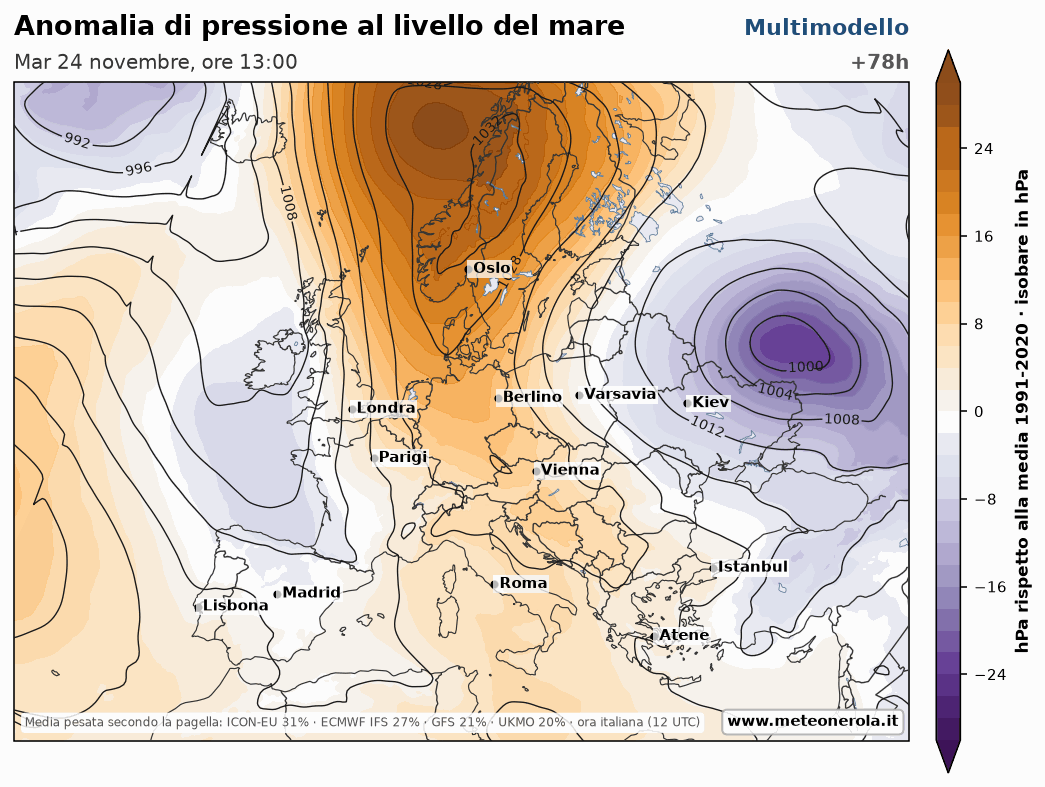 Anomalia di pressione al livello del mare
Multimodello
Mar 24 novembre, ore 13:00
+78h
992
996
1008
1032
Oslo
Londra
Berlino
Varsavia
Kiev
Parigi
Vienna
1000
1004
1008
1012
Istanbul
Roma
Madrid
Lisbona
Atene
24
16
8
0
−8
−16
−24
hPa rispetto alla media 1991-2020 · isobare in hPa
Media pesata secondo la pagella: ICON-EU 31% · ECMWF IFS 27% · GFS 21% · UKMO 20% · ora italiana (12 UTC)
www.meteonerola.it